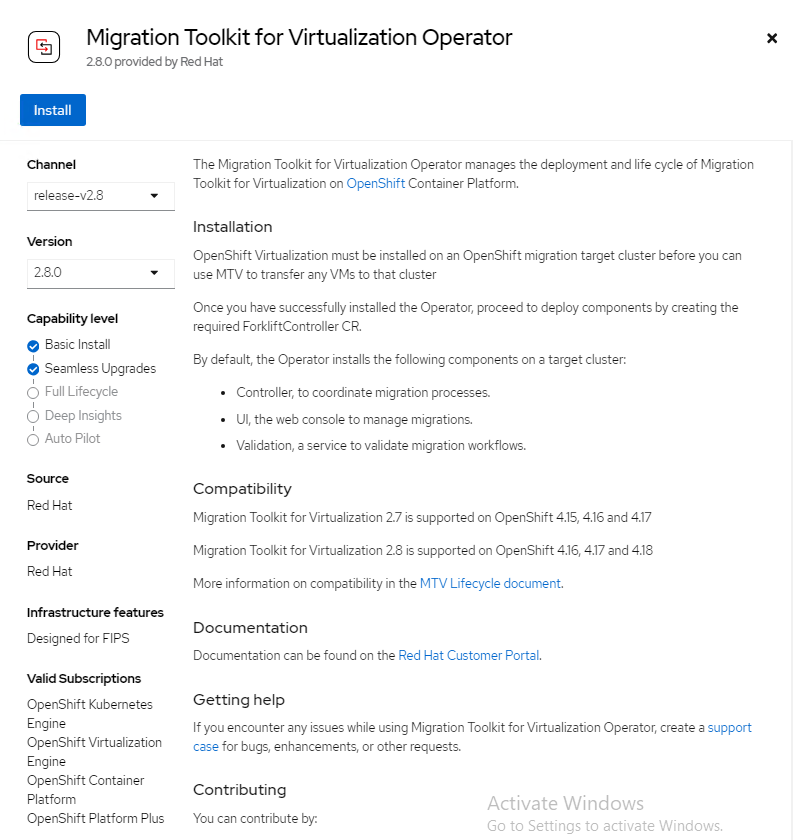 Migration Toolkit for Virtualization Operator
2.8.0 provided by Red Hat
Install
Channel
release-v2.8
Version
2.8.0
Capability level
Basic Install
Seamless Upgrades
Full Lifecycle
Deep Insights
Auto Pilot
Source
Red Hat
Provider
Red Hat
Infrastructure features
Designed for FIPS
Valid Subscriptions
OpenShift Kubernetes
Engine
OpenShift Virtualization
Engine
OpenShift Container
Platform
OpenShift Platform Plus
The Migration Toolkit for Virtualization Operator manages the deployment and life cycle of Migration
Toolkit for Virtualization on OpenShift Container Platform.
Installation
OpenShift Virtualization must be installed on an OpenShift migration target cluster before you can
use MTV to transfer any VMs to that cluster
Once you have successfully installed the Operator, proceed to deploy components by creating the
required ForkliftController CR.
By default, the Operator installs the following components on a target cluster:
• Controller, to coordinate migration processes.
• UI, the web console to manage migrations.
• Validation, a service to validate migration workflows.
Compatibility
Migration Toolkit for Virtualization 2.7 is supported on OpenShift 4.15, 4.16 and 4.17
Migration Toolkit for Virtualization 2.8 is supported on OpenShift 4.16, 4.17 and 4.18
More information on compatibility in the MTV Lifecycle document.
Documentation
Documentation can be found on the Red Hat Customer Portal.
Getting help
If you encounter any issues while using Migration Toolkit for Virtualization Operator, create a support
case for bugs, enhancements, or other requests.
Contributing
You can contribute by:
Activate Windows
Go to Settings to activate Windows.